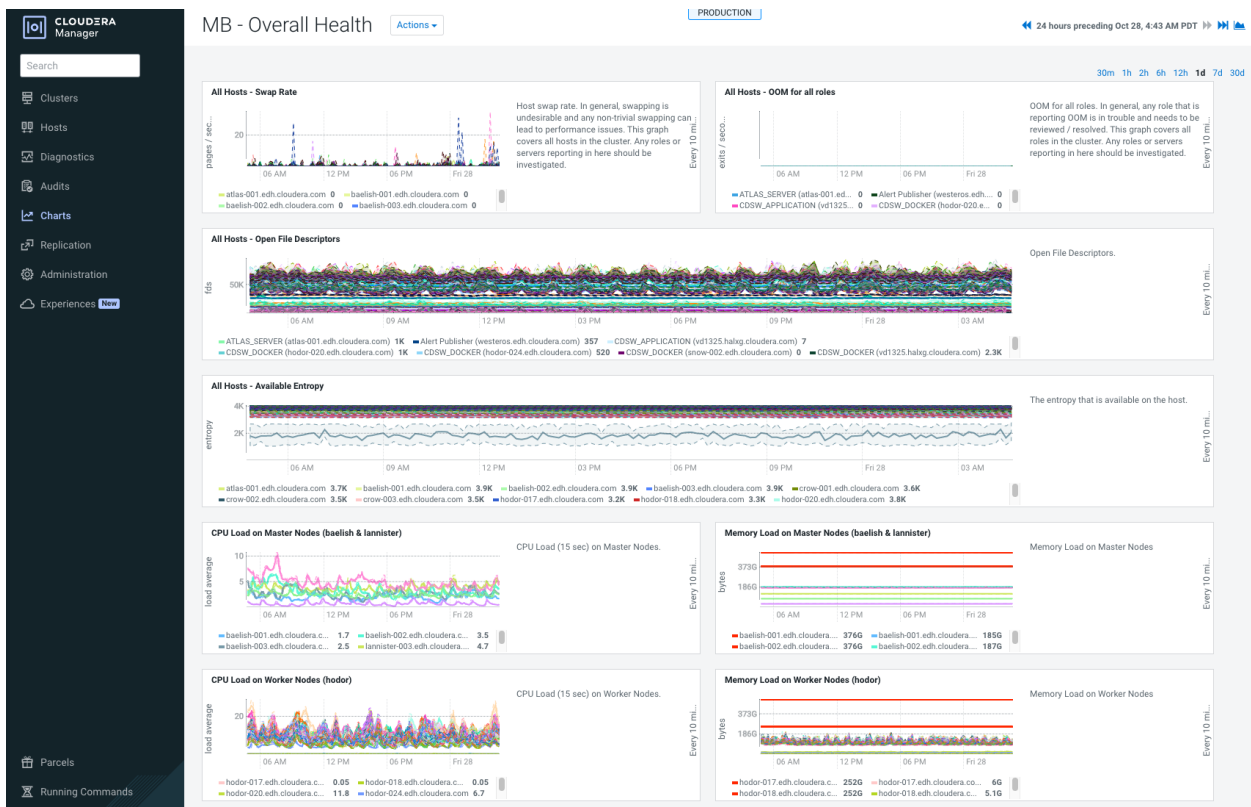 CLOUDERA
Manager
Search
Clusters
Hosts
Diagnostics
Audits
Charts
Replication
Administration
Experiences New
Parcels
Running Commands
MB - Overall Health
Actions
PRODUCTION
24 hours preceding Oct 28, 4:43 AM PDT
30m 1h 2h 6h 12h 1d 7d 30d
All Hosts - Swap Rate
pages / sec...
20
06 AM 12 PM 06 PM Fri 28
atlas-001.edh.cloudera.com 0 baelish-001.edh.cloudera.com 0
baelish-002.edh.cloudera.com 0 baelish-003.edh.cloudera.com 0
Host swap rate. In general, swapping is
undesirable and any non-trivial swapping can
lead to performance issues. This graph
covers all hosts in the cluster. Any roles or
servers reporting in here should be
investigated.
Every 10 mi...
All Hosts - OOM for all roles
exits / seco...
06 AM 12 PM 06 PM Fri 28
ATLAS_SERVER (atlas-001.ed... 0 Alert Publisher (westeros.edh.... 0
CDSW_APPLICATION (vd1325... 0 CDSW_DOCKER (hodor-020.e... 0
OOM for all roles. In general, any role that is
reporting OOM is in trouble and needs to be
reviewed / resolved. This graph covers all
roles in the cluster. Any roles or servers
reporting in here should be investigated.
Every 10 mi...
All Hosts - Open File Descriptors
fds
50K
06 AM 09 AM 12 PM 03 PM 06 PM 09 PM Fri 28 03 AM
ATLAS_SERVER (atlas-001.edh.cloudera.com) 1K Alert Publisher (westeros.edh.cloudera.com) 357 CDSW_APPLICATION (vd1325.halxg.cloudera.com) 7
CDSW_DOCKER (hodor-020.edh.cloudera.com) 1K CDSW_DOCKER (hodor-024.edh.cloudera.com) 520 CDSW_DOCKER (snow-002.edh.cloudera.com) 0 CDSW_DOCKER (vd1325.halxg.cloudera.com) 2.3K
Open File Descriptors.
Every 10 mi...
All Hosts - Available Entropy
entropy
4K
2K
06 AM 09 AM 12 PM 03 PM 06 PM 09 PM Fri 28 03 AM
atlas-001.edh.cloudera.com 3.7K baelish-001.edh.cloudera.com 3.9K baelish-002.edh.cloudera.com 3.9K baelish-003.edh.cloudera.com 3.9K crow-001.edh.cloudera.com 3.6K
crow-002.edh.cloudera.com 3.5K crow-003.edh.cloudera.com 3.5K hodor-017.edh.cloudera.com 3.2K hodor-018.edh.cloudera.com 3.3K hodor-020.edh.cloudera.com 3.8K
The entropy that is available on the host.
Every 10 mi...
CPU Load on Master Nodes (baelish & lannister)
load average
10
5
06 AM 12 PM 06 PM Fri 28
baelish-001.edh.cloudera.c... 1.7 baelish-002.edh.cloudera.c... 3.5
baelish-003.edh.cloudera.c... 2.5 lannister-003.edh.cloudera.... 4.7
CPU Load (15 sec) on Master Nodes.
Every 10 mi...
Memory Load on Master Nodes (baelish & lannister)
bytes
373G
186G
06 AM 12 PM 06 PM Fri 28
baelish-001.edh.cloudera.... 376G baelish-001.edh.cloudera.... 185G
baelish-002.edh.cloudera.... 376G baelish-002.edh.cloudera.... 187G
Memory Load on Master Nodes
Every 10 mi...
CPU Load on Worker Nodes (hodor)
load average
20
06 AM 12 PM 06 PM Fri 28
hodor-017.edh.cloudera.c... 0.05 hodor-018.edh.cloudera.c... 0.05
hodor-020.edh.cloudera.c... 11.8 hodor-024.edh.cloudera.com 6.7
CPU Load (15 sec) on Worker Nodes.
Every 10 mi...
Memory Load on Worker Nodes (hodor)
bytes
373G
186G
06 AM 12 PM 06 PM Fri 28
hodor-017.edh.cloudera.com 252G hodor-017.edh.cloudera.co... 6G
hodor-018.edh.cloudera.com 252G hodor-018.edh.cloudera.com 5.1G
Memory Load on Worker Nodes
Every 10 mi...